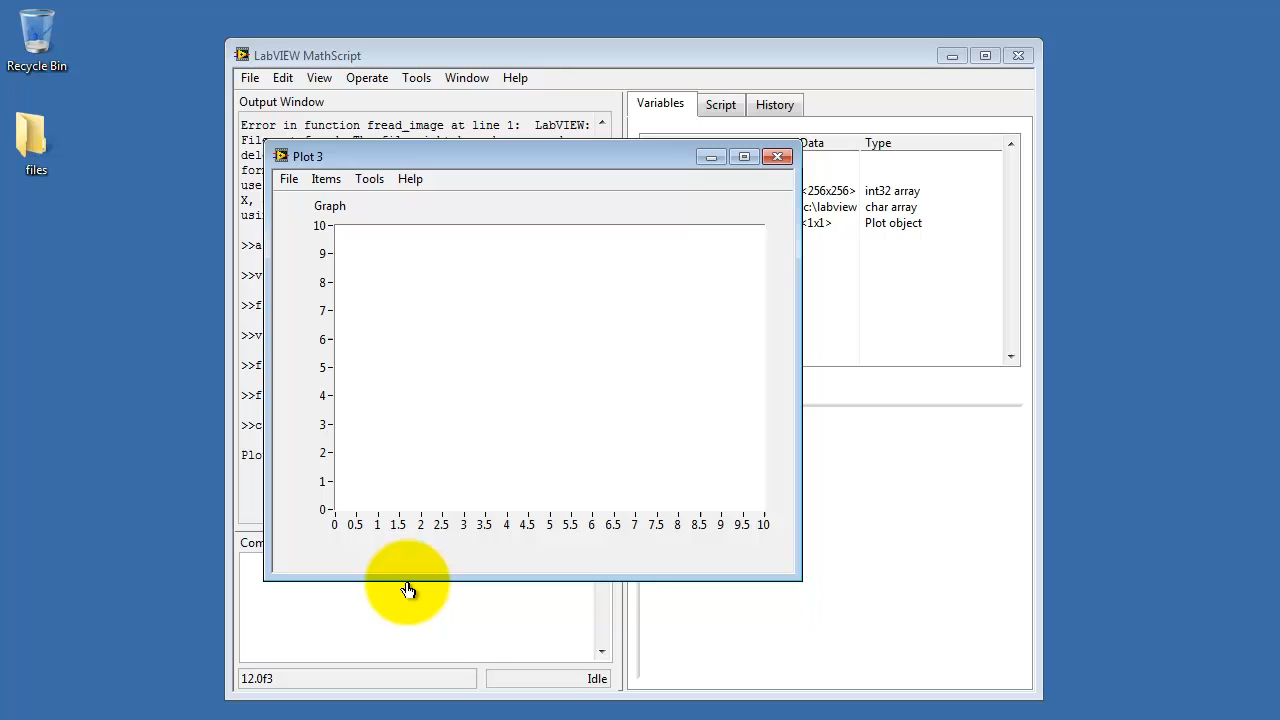 Recycle Bin
files
LabVIEW MathScript
File Edit View Operate Tools Window Help
Output Window
Error in function fread_image at line 1: LabVIEW:
Variables Script History
Data Type
<256x256> int32 array
c:\labview char array
<1x1> Plot object
>>a
>>v
>>f
>>v
>>f
>>f
>>c
Plo
Com
Plot 3
File Items Tools Help
Graph
10
9
8
7
6
5
4
3
2
1
0
0 0.5 1 1.5 2 2.5 3 3.5 4 4.5 5 5.5 6 6.5 7 7.5 8 8.5 9 9.5 10
12.0f3
Idle